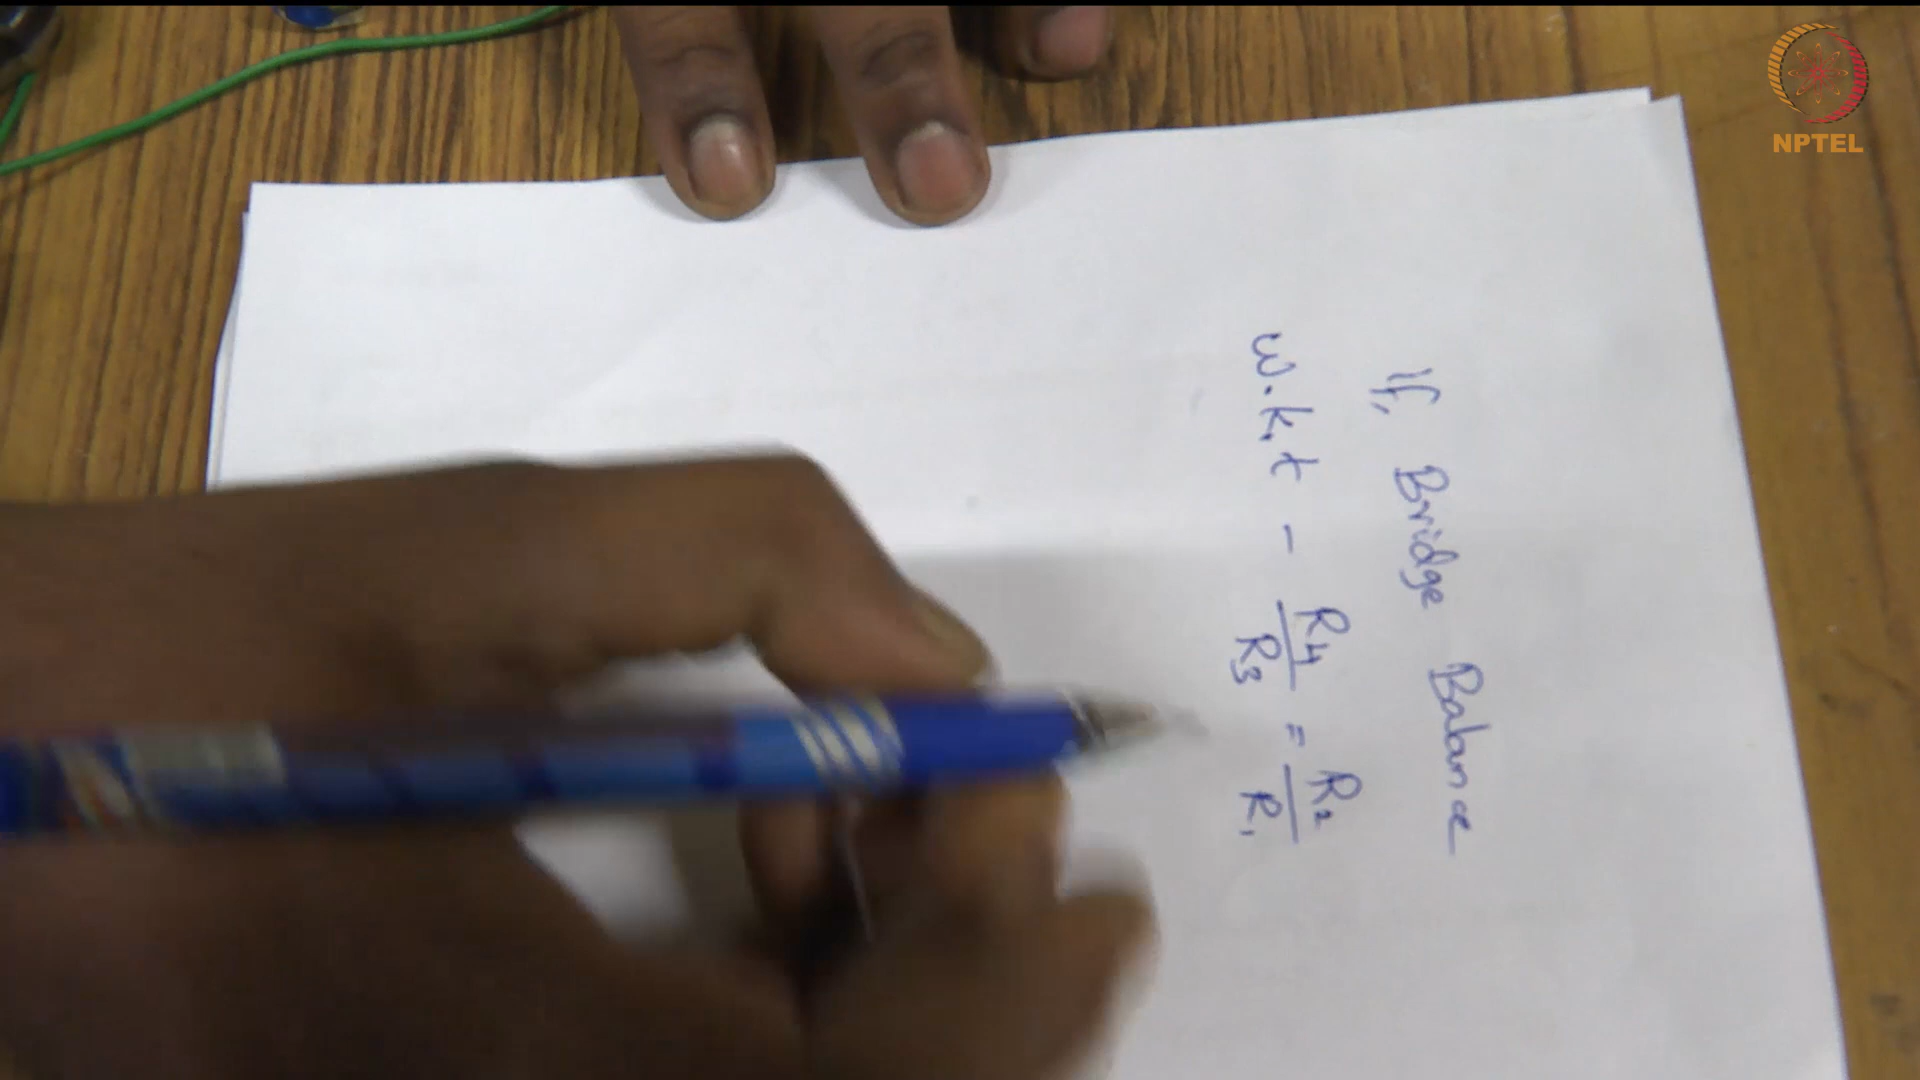 If, Bridge Balance
w.k.t - R4/R3 = R2/R1
NPTEL